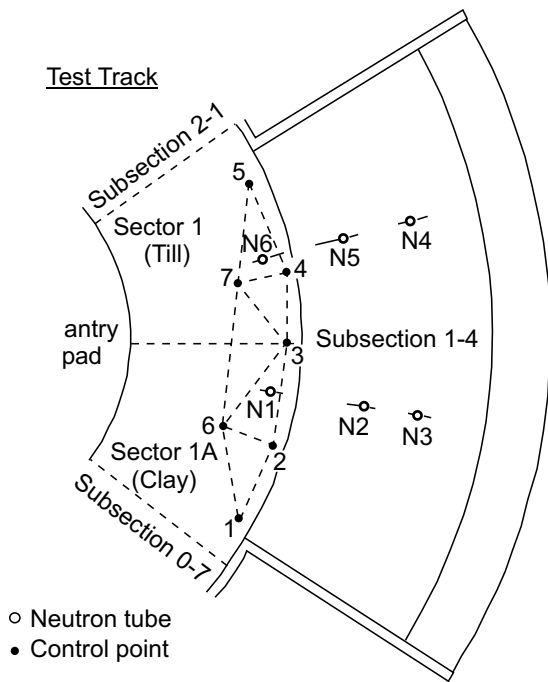 Test Track
Subsection 2-1
5
Sector 1
(Till)
N6
N5
N4
4
7
antry
pad
3
Subsection 1-4
N1
N2
N3
6
Sector 1A
(Clay)
2
1
Subsection 0-7
Neutron tube
Control point